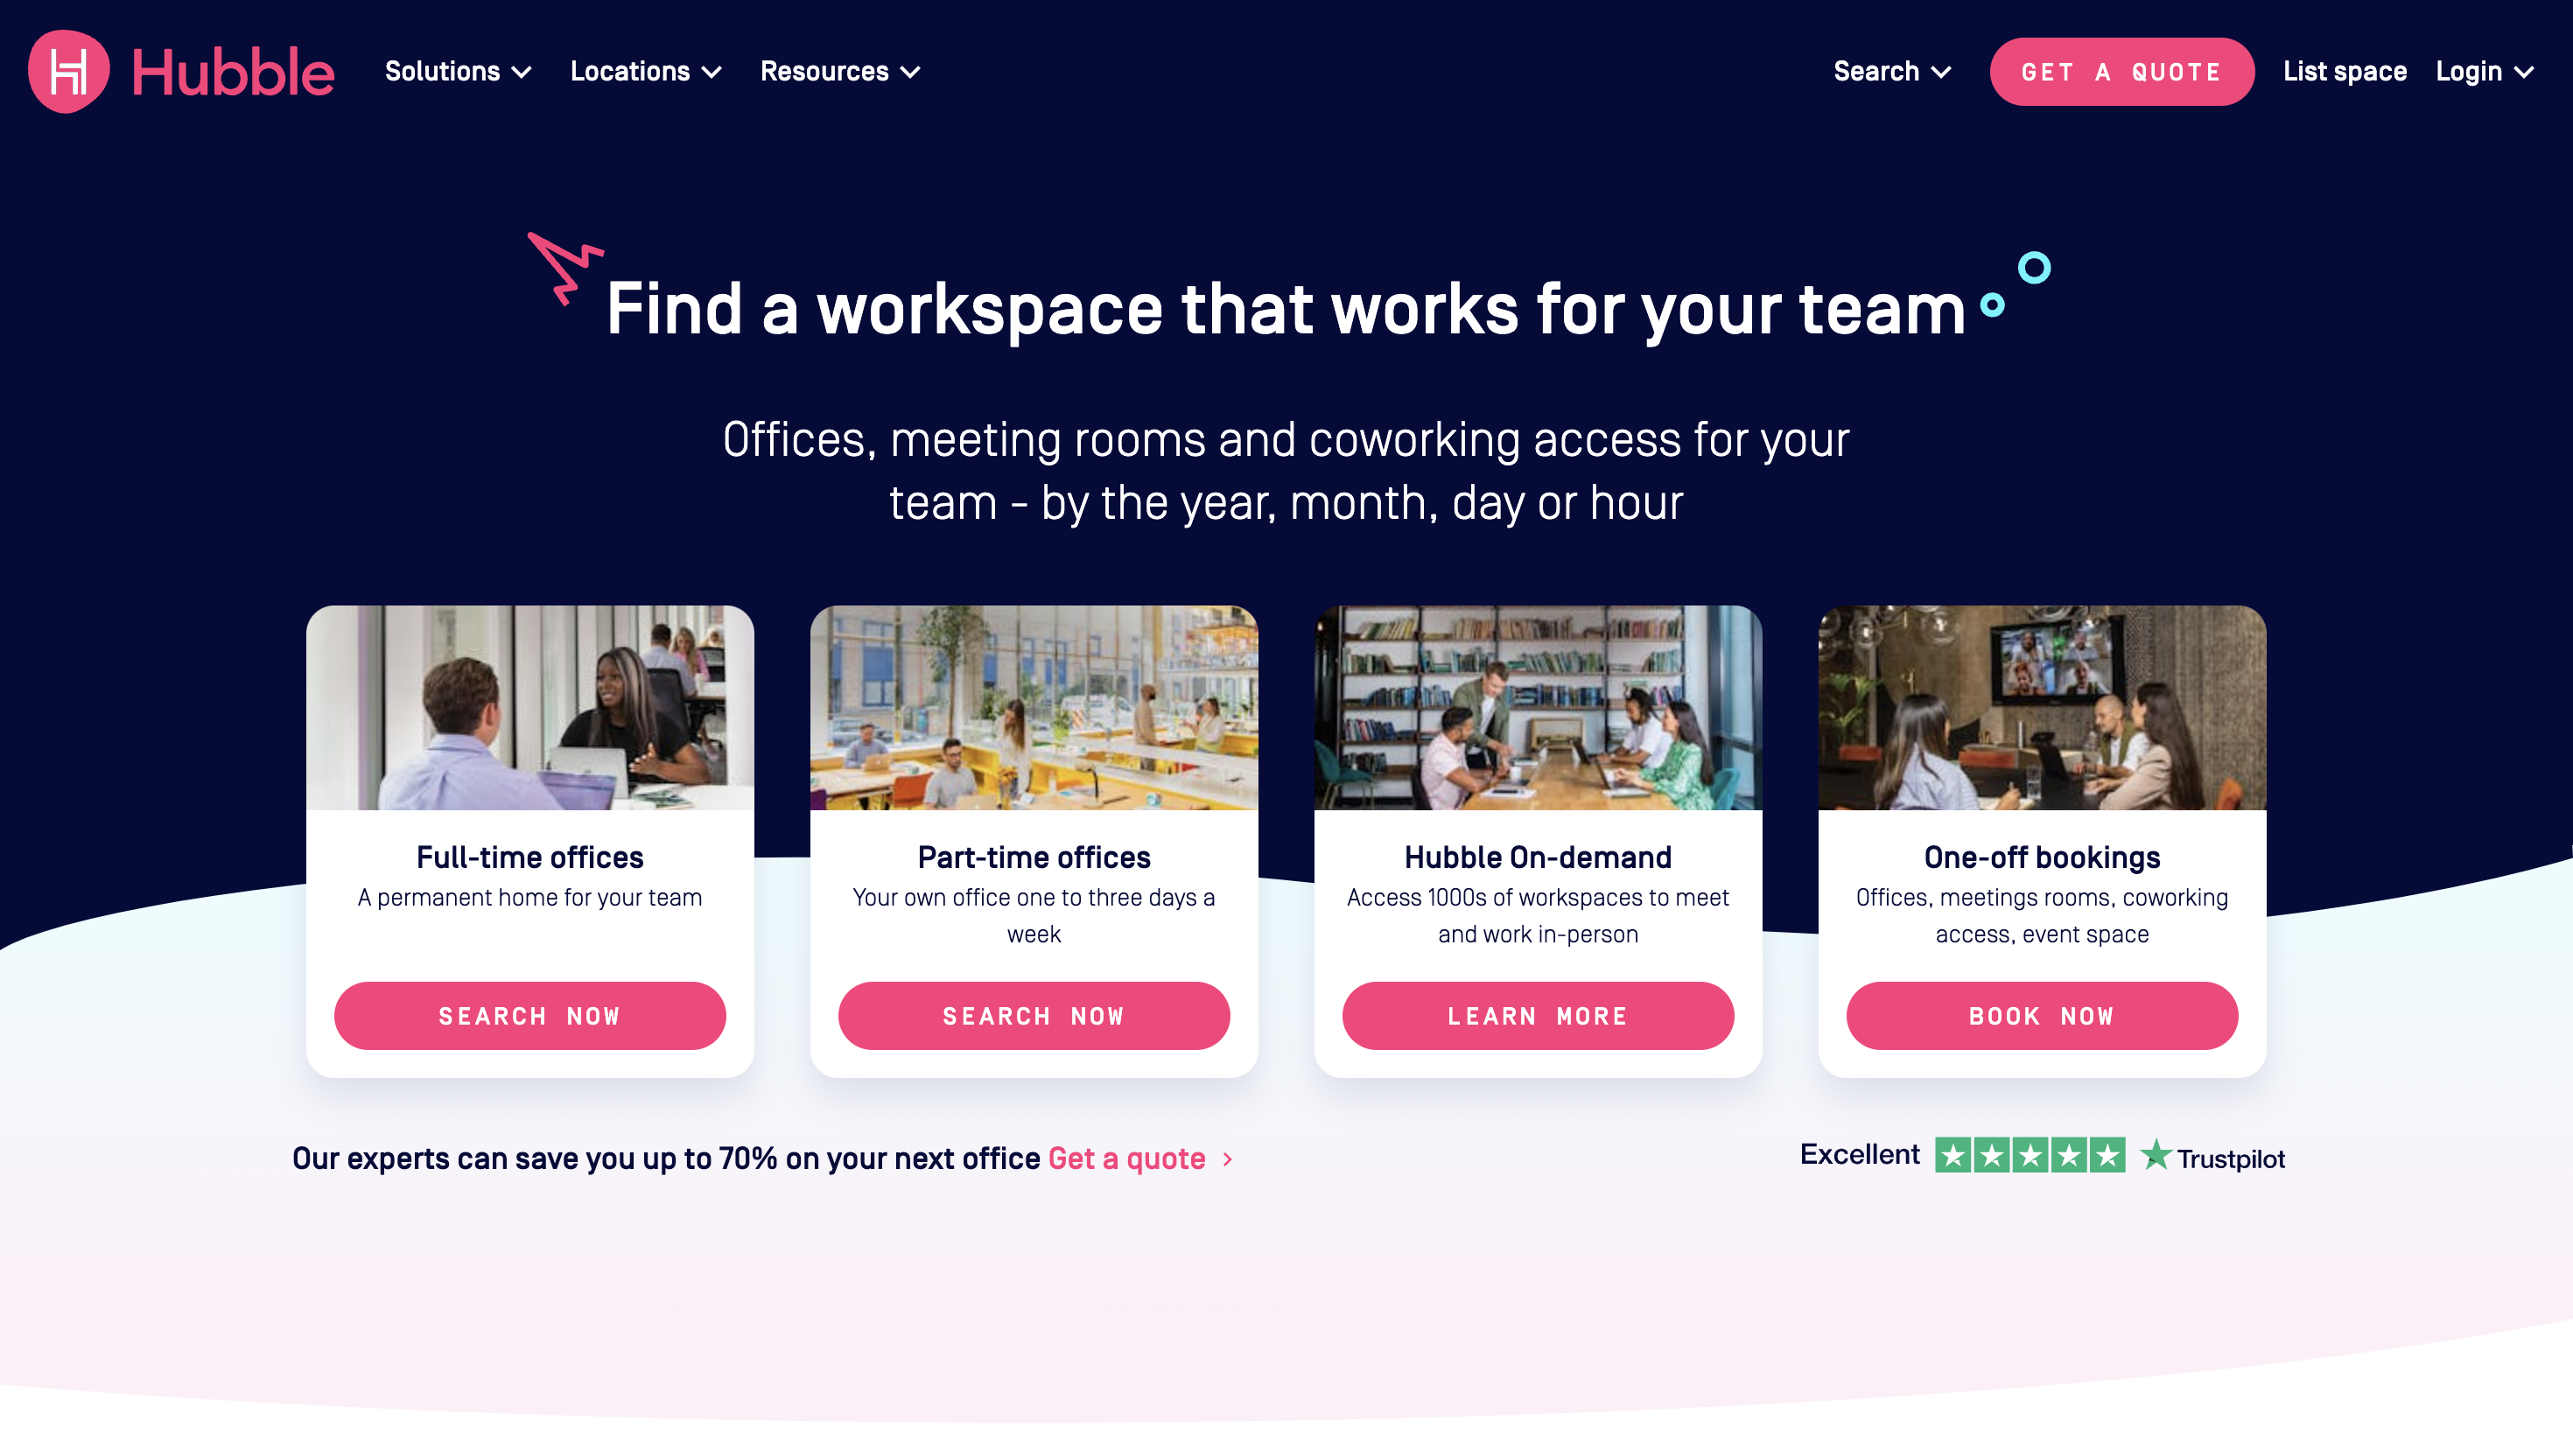 Hubble
Solutions
Locations
Resources
Search
GET A QUOTE
List space
Login
Find a workspace that works for your team
Offices, meeting rooms and coworking access for your
team - by the year, month, day or hour
Full-time offices
A permanent home for your team
SEARCH NOW
Part-time offices
Your own office one to three days a
week
SEARCH NOW
Hubble On-demand
Access 1000s of workspaces to meet
and work in-person
LEARN MORE
One-off bookings
Offices, meetings rooms, coworking
access, event space
BOOK NOW
Our experts can save you up to 70% on your next office Get a quote
Excellent
Trustpilot